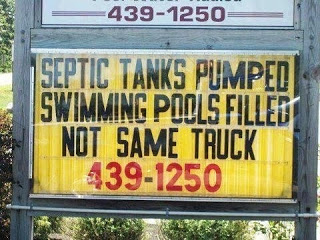 439-1250
SEPTIC TANKS PUMPED
SWIMMING POOLS FILLED
NOT SAME TRUCK
439-1250